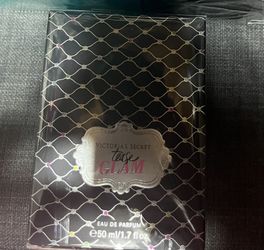 VICTORIA'S SECRET
tease
GLAM
EAU DE PARFUM
℮50 ml/1.7 fl oz